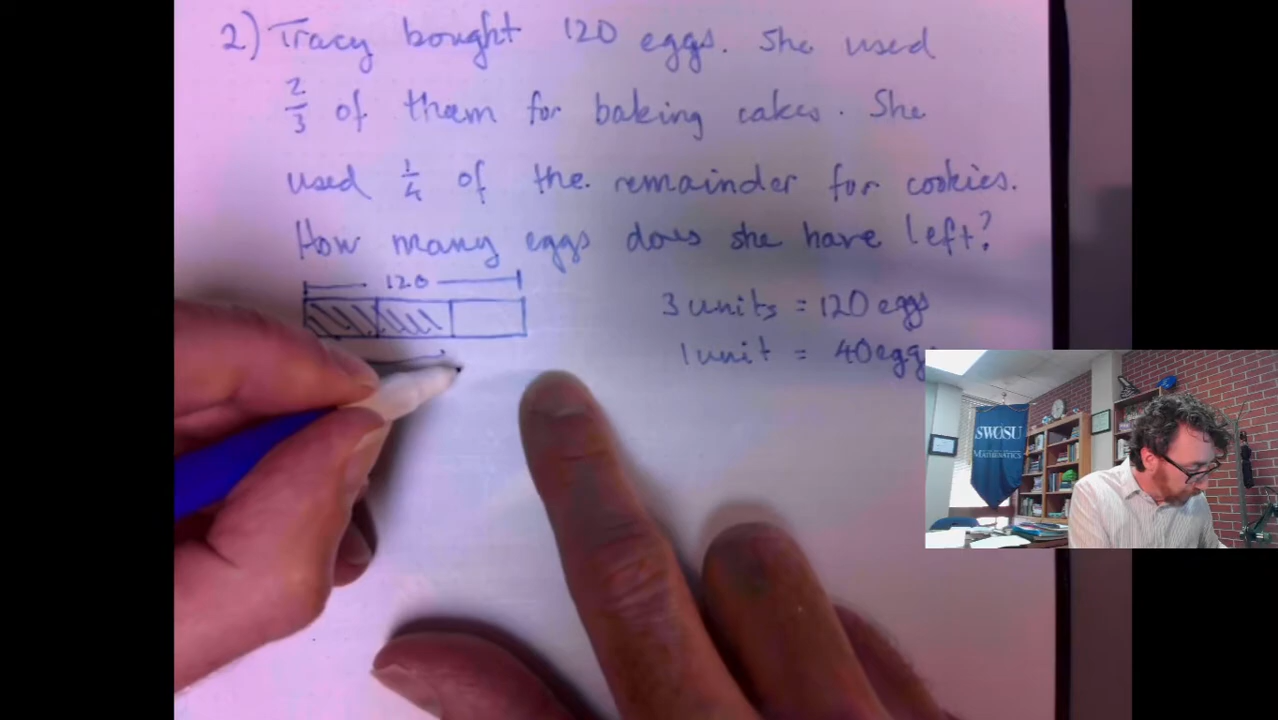 2) Tracy bought 120 eggs. She used
2/3 of them for baking cakes. She
used 1/4 of the remainder for cookies.
How many eggs does she have left?
120
3 units = 120 eggs
1 unit = 40 egg
SWOSU
MATHEMATICS